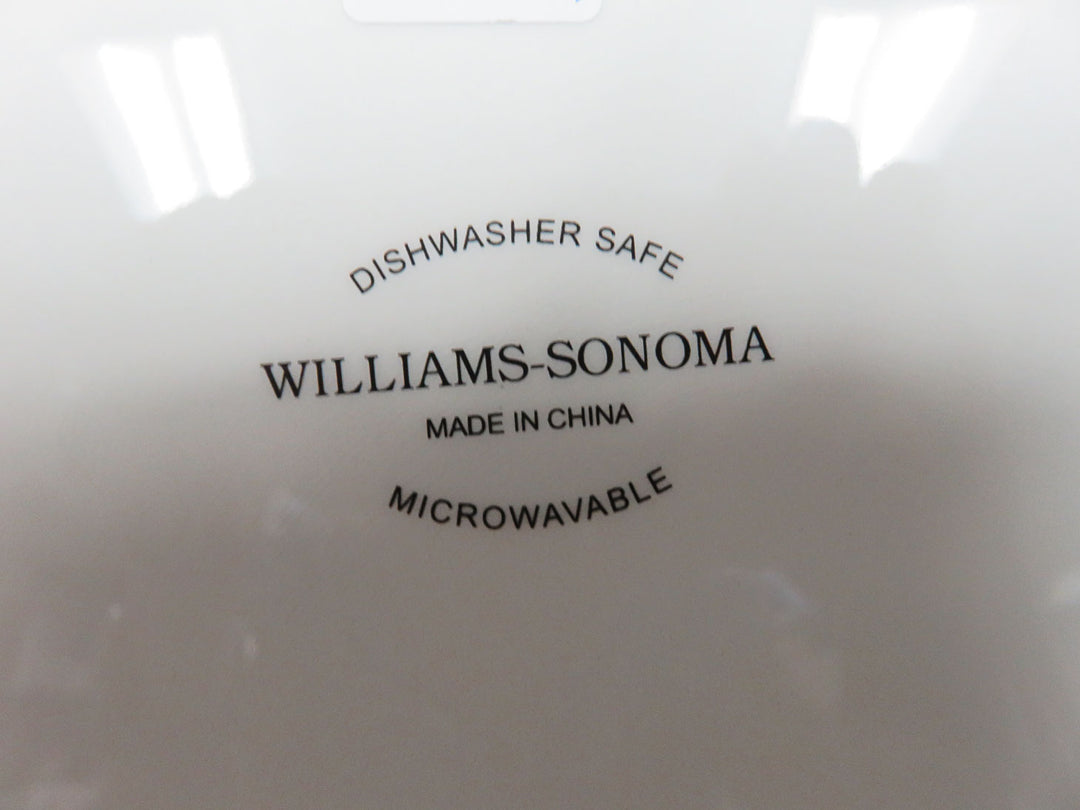 DISHWASHER SAFE
WILLIAMS-SONOMA
MADE IN CHINA
MICROWAVABLE